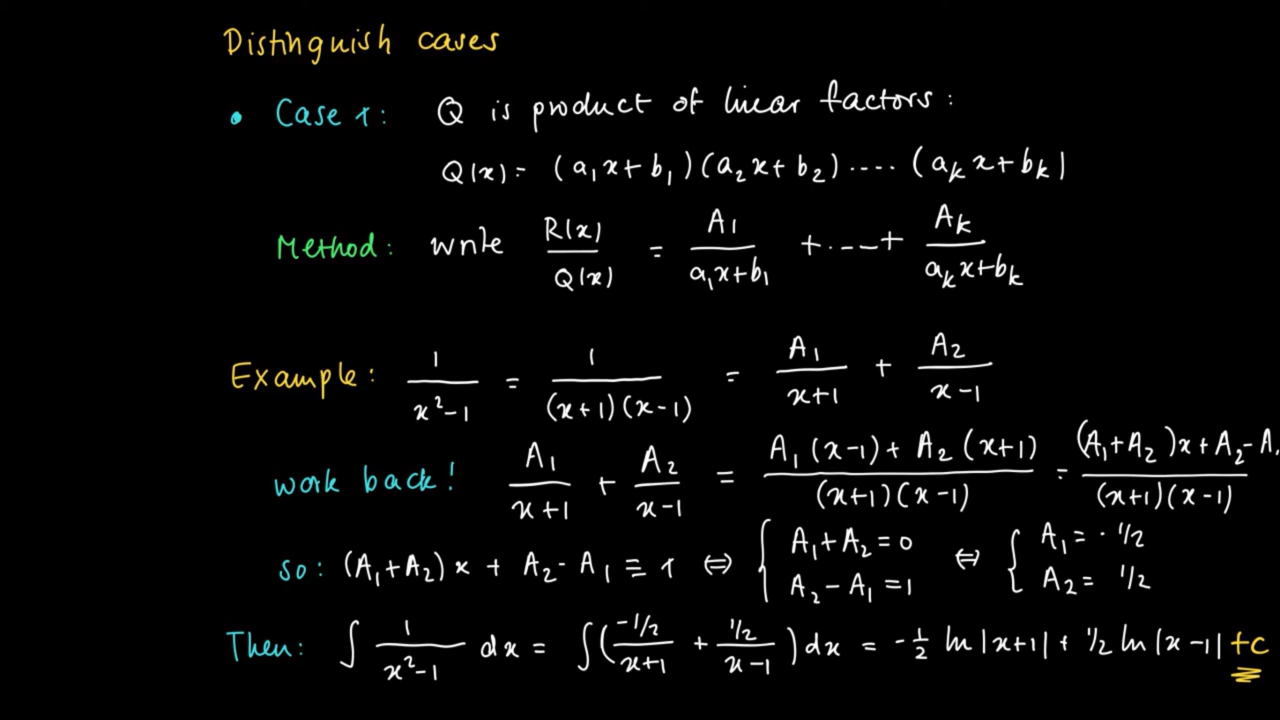 Distinguish cases
• Case 1: Q is product of linear factors:
Q(x) = (a₁x+b₁)(a₂x+b₂).....(aₖx+bₖ)
Method: write R(x)/Q(x) = A₁/(a₁x+b₁) +....+ Aₖ/(aₖx+bₖ)
Example: 1/(x²-1) = 1/((x+1)(x-1)) = A₁/(x+1) + A₂/(x-1)
work back! A₁/(x+1) + A₂/(x-1) = (A₁(x-1) + A₂(x+1))/((x+1)(x-1)) = ((A₁+A₂)x + A₂-A₁)/((x+1)(x-1))
so: (A₁+A₂)x + A₂-A₁ ≡ 1 ⇔ { A₁+A₂=0 A₂-A₁=1 ⇔ { A₁= -1/2 A₂= 1/2
Then: ∫ 1/(x²-1) dx = ∫( (-1/2)/(x+1) + (1/2)/(x-1) ) dx = -1/2 ln|x+1| + 1/2 ln|x-1| +c